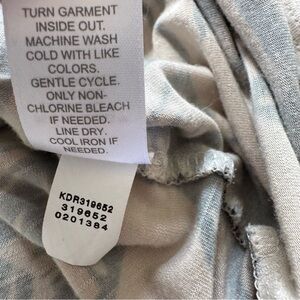 TURN GARMENT
INSIDE OUT.
MACHINE WASH
COLD WITH LIKE
COLORS.
GENTLE CYCLE.
ONLY NON-
CHLORINE BLEACH
IF NEEDED.
LINE DRY.
COOL IRON IF
NEEDED.
KDR319652
319652
0201384